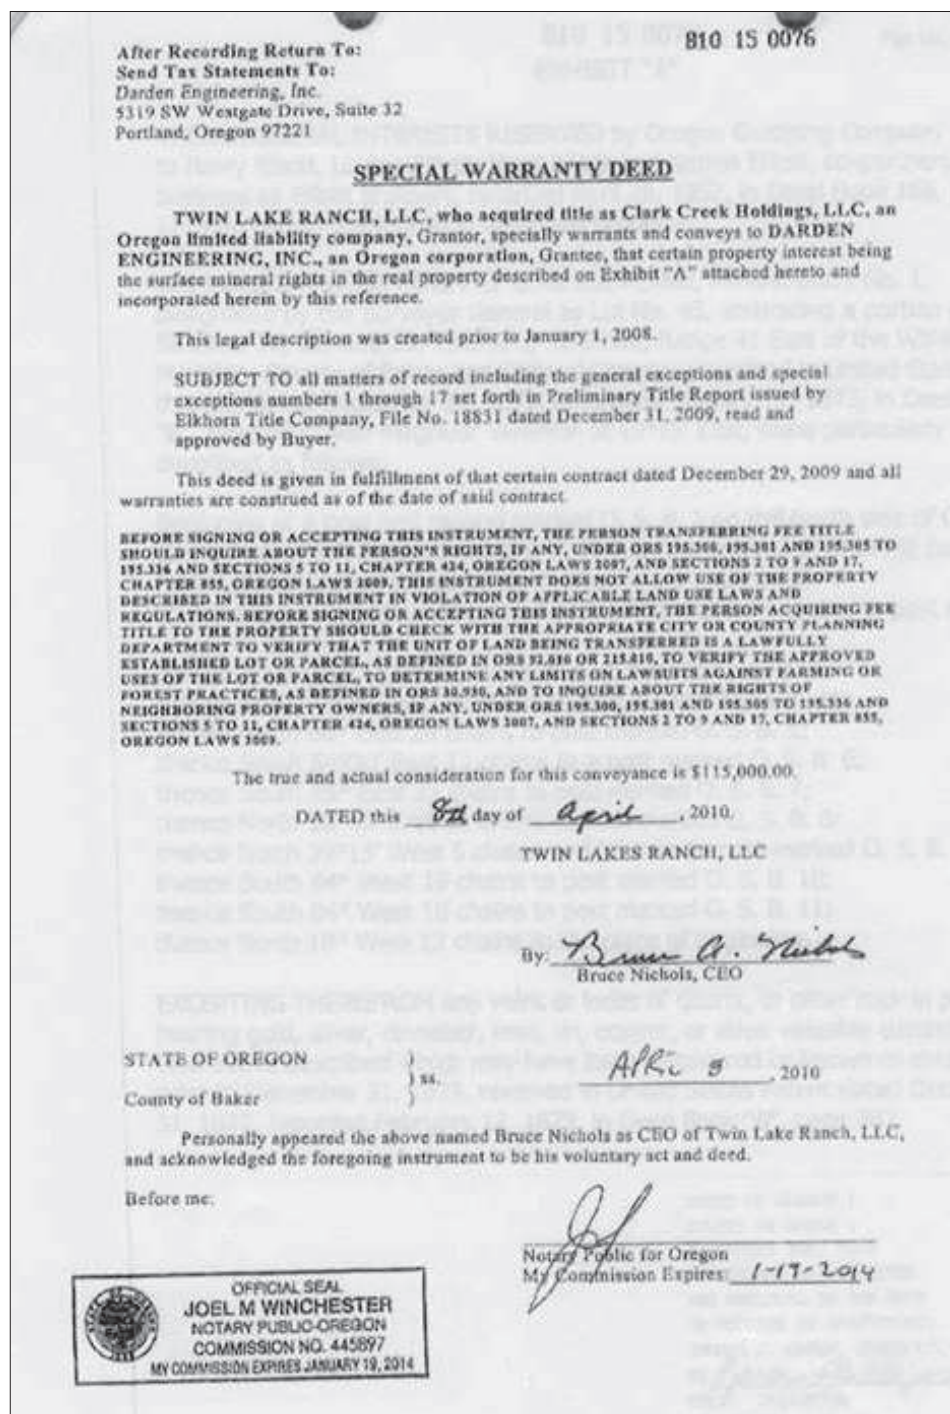 B10 15 0076
After Recording Return To:
Send Tax Statements To:
Darden Engineering, Inc.
5319 SW Westgate Drive, Suite 32
Portland, Oregon 97221
SPECIAL WARRANTY DEED
TWIN LAKE RANCH, LLC, who acquired title as Clark Creek Holdings, LLC, an
Oregon limited liability company, Grantor, specially warrants and conveys to DARDEN
ENGINEERING, INC., an Oregon corporation, Grantee, that certain property interest being
the surface mineral rights in the real property described on Exhibit "A" attached hereto and
incorporated herein by this reference.
This legal description was created prior to January 1, 2008.
SUBJECT TO all matters of record including the general exceptions and special
exceptions numbers 1 through 17 set forth in Preliminary Title Report issued by
Elkhorn Title Company, File No. 18831 dated December 31, 2009, read and
approved by Buyer.
This deed is given in fulfillment of that certain contract dated December 29, 2009 and all
warranties are construed as of the date of said contract.
BEFORE SIGNING OR ACCEPTING THIS INSTRUMENT, THE PERSON TRANSFERRING FEE TITLE
SHOULD INQUIRE ABOUT THE PERSON'S RIGHTS, IF ANY, UNDER ORS 195.300, 195.301 AND 195.305 TO
195.336 AND SECTIONS 5 TO 11, CHAPTER 424, OREGON LAWS 2007, AND SECTIONS 2 TO 9 AND 17,
CHAPTER 855, OREGON LAWS 2009. THIS INSTRUMENT DOES NOT ALLOW USE OF THE PROPERTY
DESCRIBED IN THIS INSTRUMENT IN VIOLATION OF APPLICABLE LAND USE LAWS AND
REGULATIONS. BEFORE SIGNING OR ACCEPTING THIS INSTRUMENT, THE PERSON ACQUIRING FEE
TITLE TO THE PROPERTY SHOULD CHECK WITH THE APPROPRIATE CITY OR COUNTY PLANNING
DEPARTMENT TO VERIFY THAT THE UNIT OF LAND BEING TRANSFERRED IS A LAWFULLY
ESTABLISHED LOT OR PARCEL, AS DEFINED IN ORS 92.010 OR 215.010, TO VERIFY THE APPROVED
USES OF THE LOT OR PARCEL, TO DETERMINE ANY LIMITS ON LAWSUITS AGAINST FARMING OR
FOREST PRACTICES, AS DEFINED IN ORS 30.930, AND TO INQUIRE ABOUT THE RIGHTS OF
NEIGHBORING PROPERTY OWNERS, IF ANY, UNDER ORS 195.300, 195.301 AND 195.305 TO 195.336 AND
SECTIONS 5 TO 11, CHAPTER 424, OREGON LAWS 2007, AND SECTIONS 2 TO 9 AND 17, CHAPTER 855,
OREGON LAWS 2009.
The true and actual consideration for this conveyance is $115,000.00.
DATED this 8th day of April, 2010.
TWIN LAKES RANCH, LLC
By: Bruce A. Nichols
Bruce Nichols, CEO
STATE OF OREGON )
) ss. April 8, 2010
County of Baker )
Personally appeared the above named Bruce Nichols as CEO of Twin Lake Ranch, LLC,
and acknowledged the foregoing instrument to be his voluntary act and deed.
Before me:
Notary Public for Oregon
My Commission Expires: 1-19-2014
OFFICIAL SEAL
JOEL M WINCHESTER
NOTARY PUBLIC-OREGON
COMMISSION NO. 445897
MY COMMISSION EXPIRES JANUARY 19, 2014